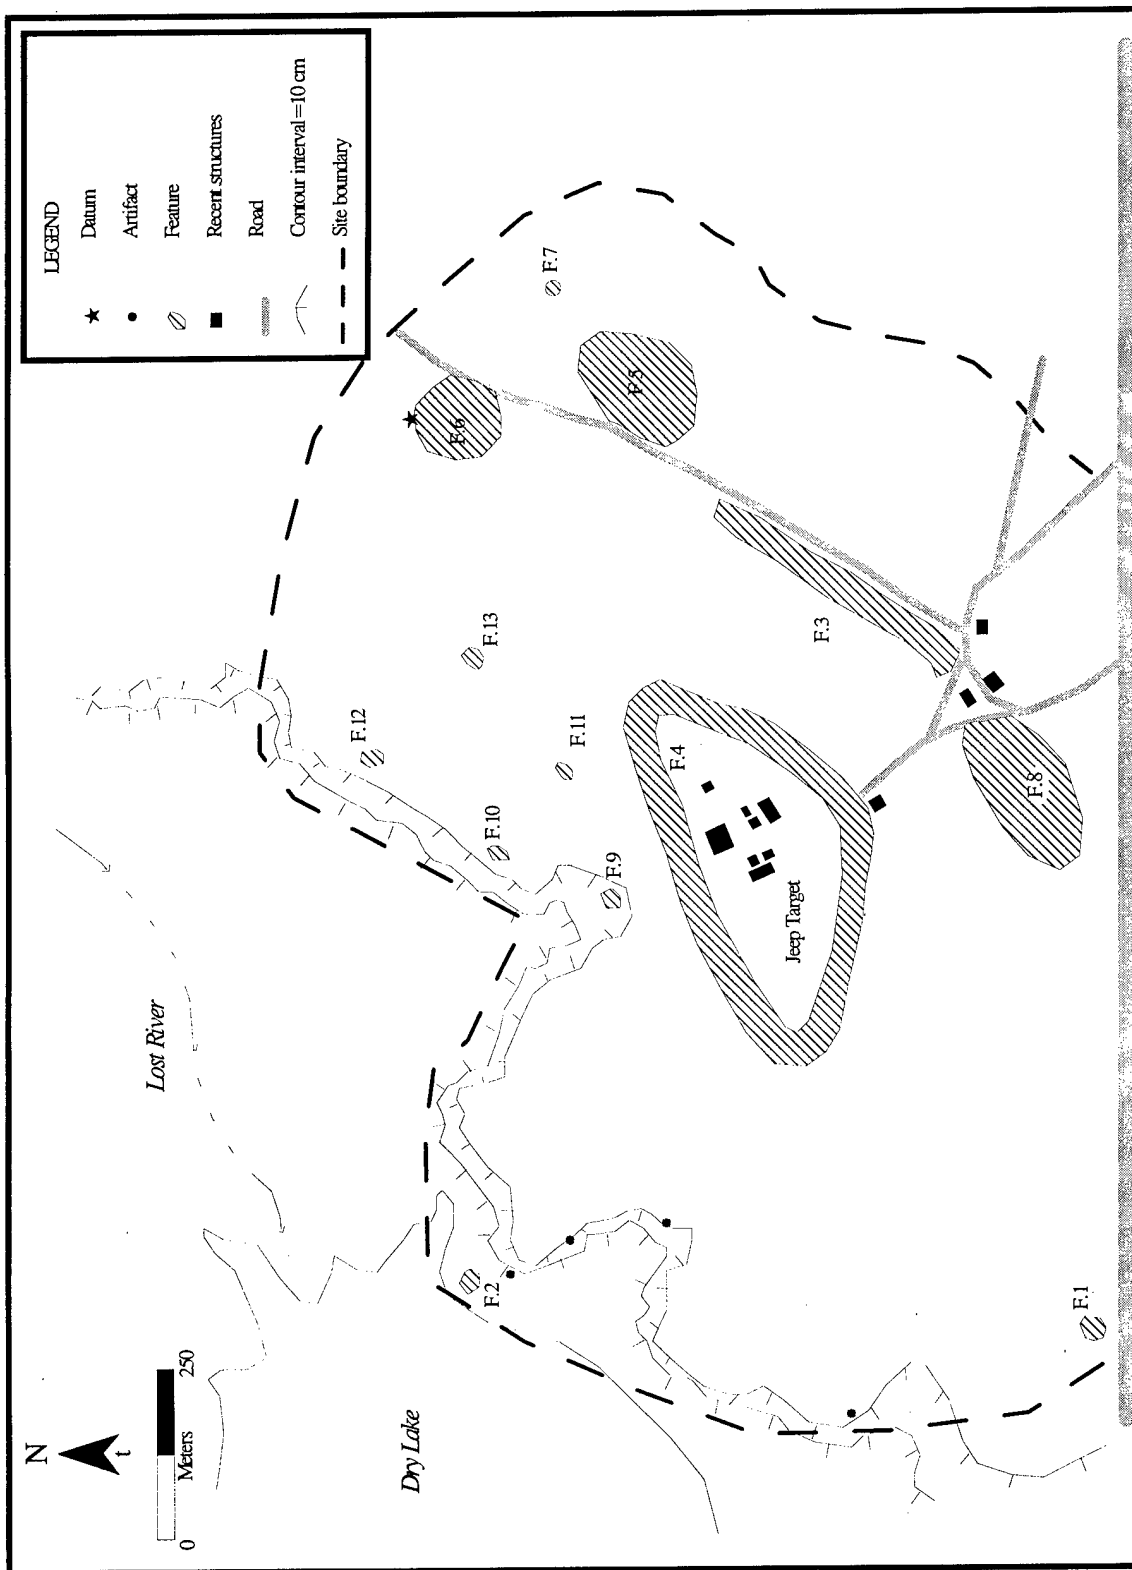 LEGEND
Datum
Artifact
Feature
Recent structures
Road
Contour interval = 10 cm
Site boundary
N
t
0
Meters
250
Lost River
Dry Lake
F.7
F.6
F.5
F.13
F.12
F.3
F.11
F.10
F.4
F.9
F.8
Jeep Target
F.2
F.1